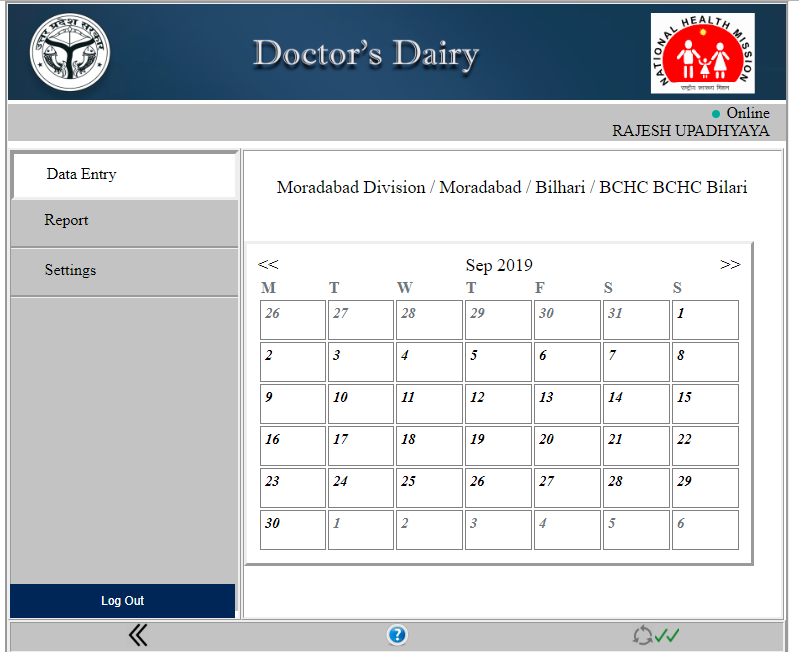 उत्तर प्रदेश सरकार
Doctor's Dairy
NATIONAL HEALTH MISSION
राष्ट्रीय स्वास्थ्य मिशन
Online
RAJESH UPADHYAYA
Data Entry
Report
Settings
Log Out
Moradabad Division / Moradabad / Bilhari / BCHC BCHC Bilari
<< Sep 2019 >>
M T W T F S S
26 27 28 29 30 31 1
2 3 4 5 6 7 8
9 10 11 12 13 14 15
16 17 18 19 20 21 22
23 24 25 26 27 28 29
30 1 2 3 4 5 6
?